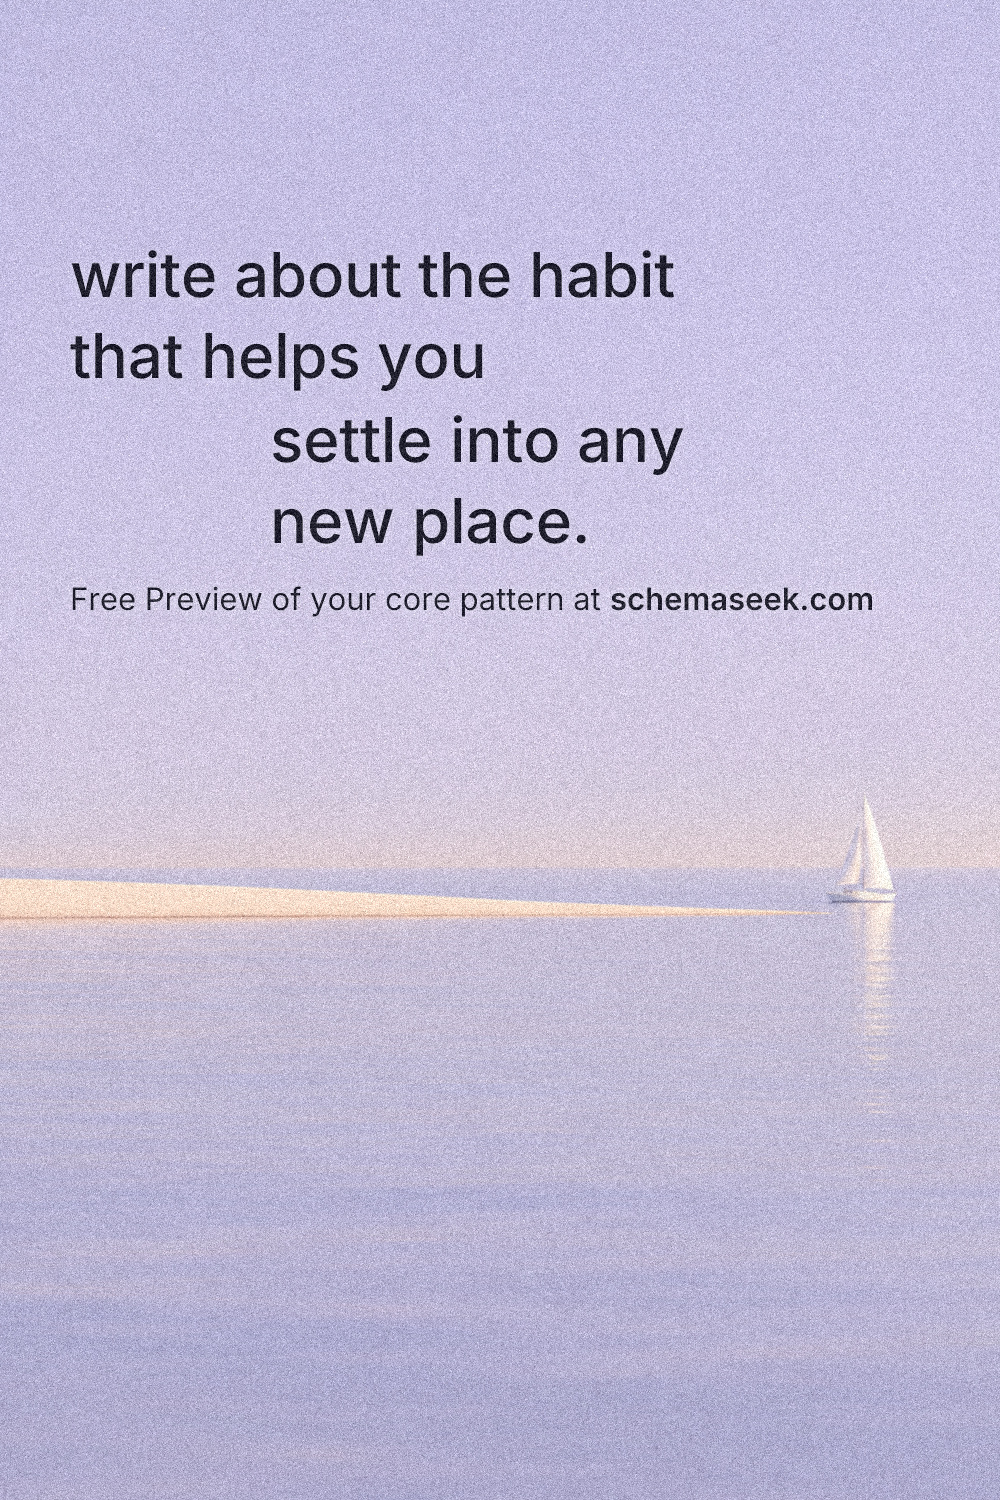 write about the habit
that helps you
settle into any
new place.
Free Preview of your core pattern at schemaseek.com